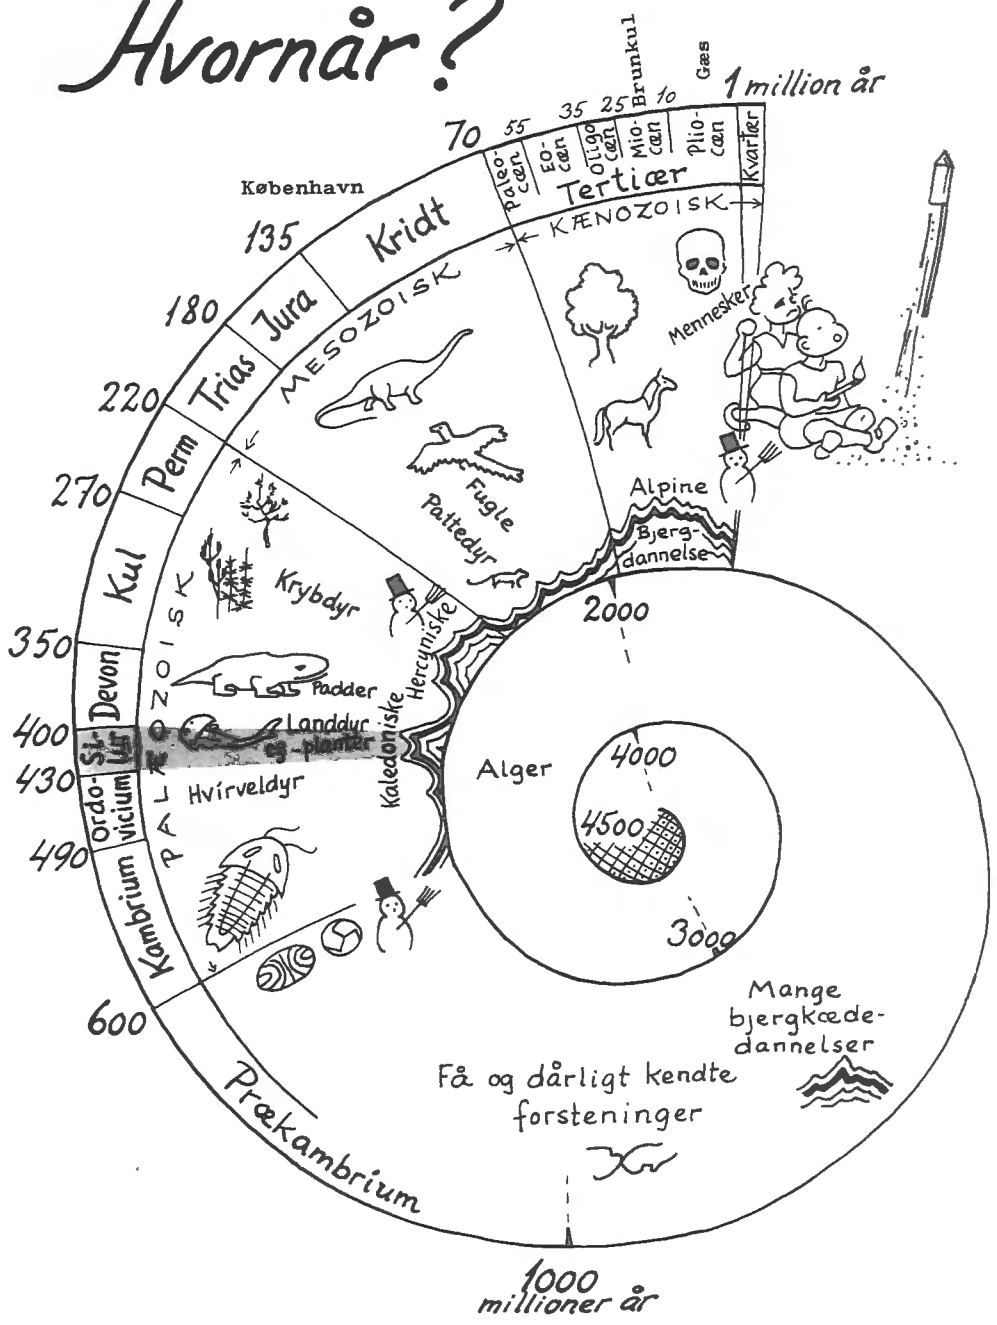 Hvornår?
Brunkul
Gæs
1 million år
70
55
35
25
10
Paleo-
cæn
Eo-
cæn
Oligo
cæn
Mio-
cæn
Plio-
cæn
Kvartær
Tertiær
KÆNOZOISK
København
135
Kridt
180
Jura
MESOZOISK
220
Trias
270
Perm
Kul
350
Devon
400
Si-
lur
430
Ordo-
vicium
490
Kambrium
600
PALÆOZOISK
Prækambrium
Mennesker
Fugle
Pattedyr
Krybdyr
Padder
Landdyr
og -planter
Hvirveldyr
Alpine
Bjerg-
dannelse
Hercyniske
Kaledoniske
2000
4000
Alger
4500
3000
Mange
bjergkæde-
dannelser
Få og dårligt kendte
forsteninger
1000
millioner år